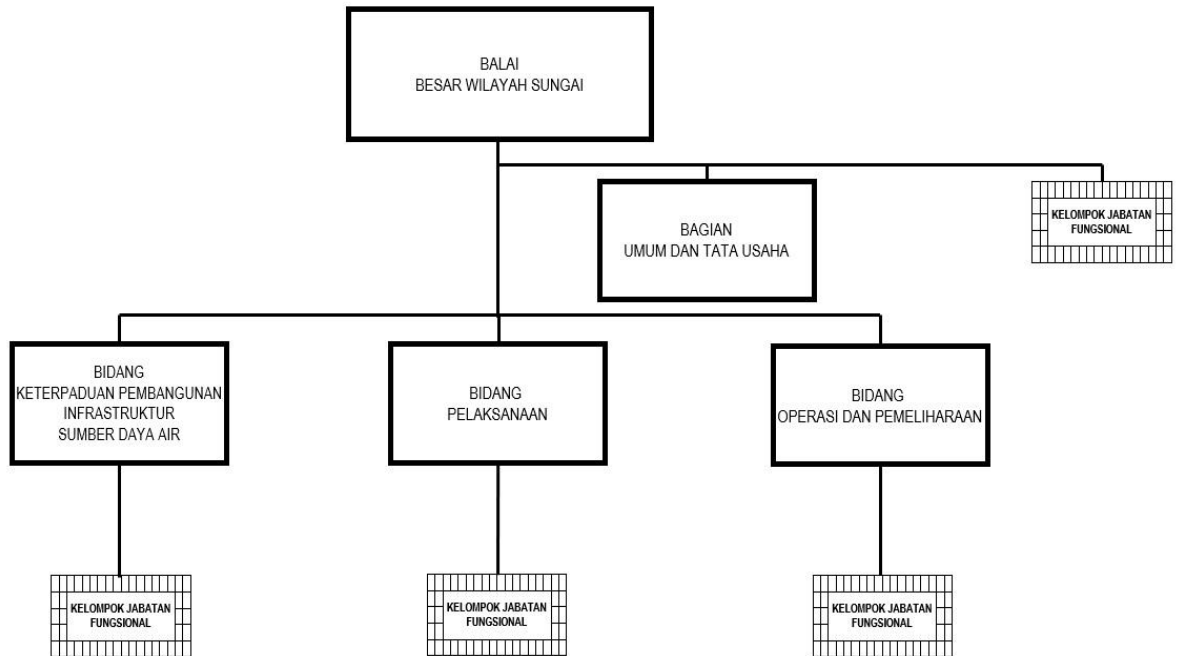 BALAI
BESAR WILAYAH SUNGAI
BAGIAN
UMUM DAN TATA USAHA
KELOMPOK JABATAN
FUNGSIONAL
BIDANG
KETERPADUAN PEMBANGUNAN
INFRASTRUKTUR
SUMBER DAYA AIR
BIDANG
PELAKSANAAN
BIDANG
OPERASI DAN PEMELIHARAAN
KELOMPOK JABATAN
FUNGSIONAL
KELOMPOK JABATAN
FUNGSIONAL
KELOMPOK JABATAN
FUNGSIONAL